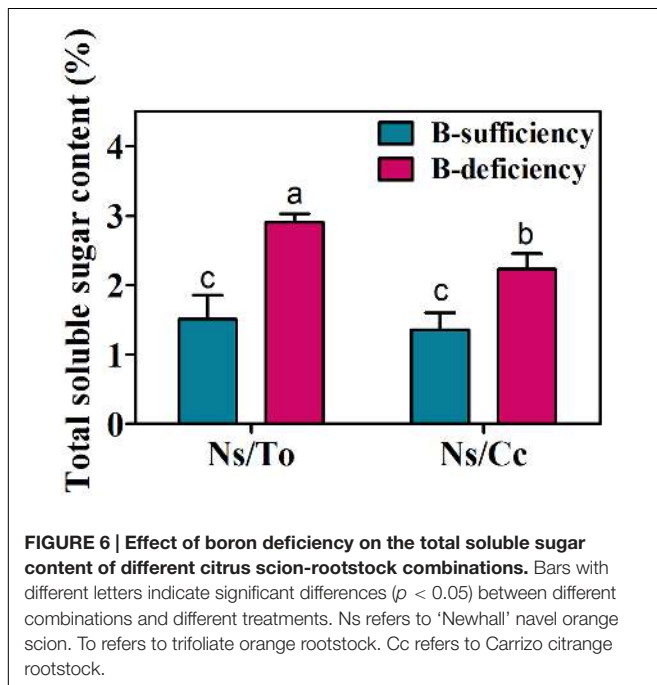 Total soluble sugar content (%)
4
3
2
1
0
B-sufficiency
B-deficiency
c
a
c
b
Ns/To
Ns/Cc
FIGURE 6 | Effect of boron deficiency on the total soluble sugar
content of different citrus scion-rootstock combinations. Bars with
different letters indicate significant differences (p < 0.05) between different
combinations and different treatments. Ns refers to ‘Newhall’ navel orange
scion. To refers to trifoliate orange rootstock. Cc refers to Carrizo citrange
rootstock.